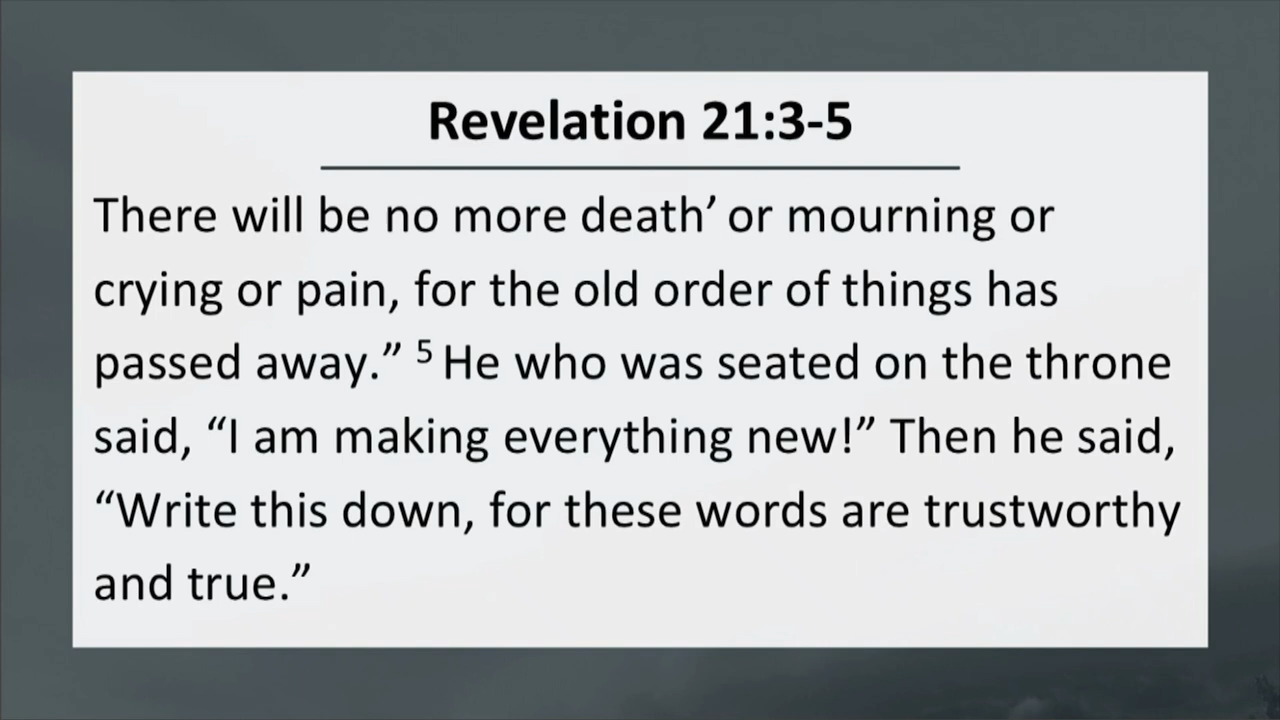 Revelation 21:3-5
There will be no more death’ or mourning or
crying or pain, for the old order of things has
passed away.” 5 He who was seated on the throne
said, “I am making everything new!” Then he said,
“Write this down, for these words are trustworthy
and true.”